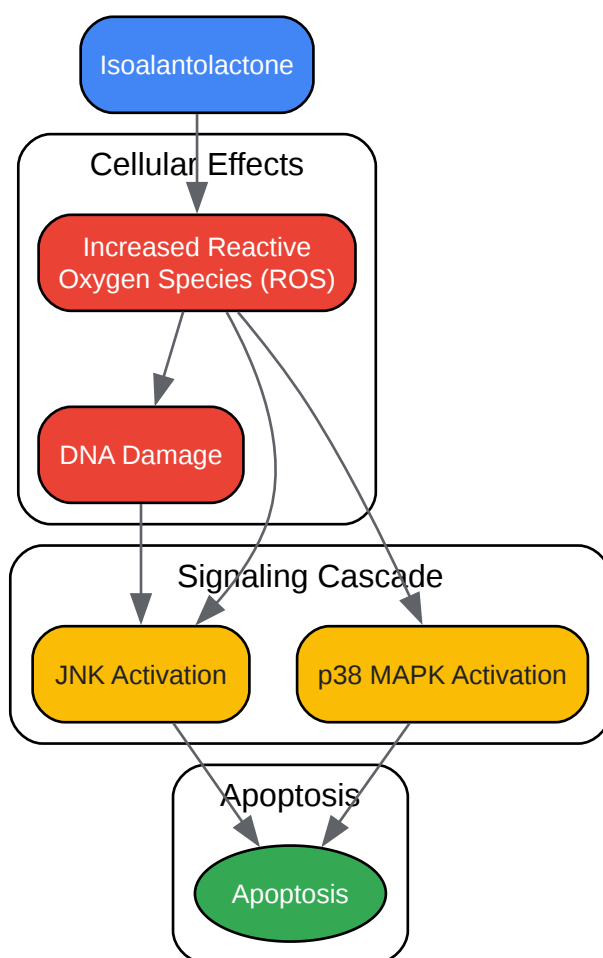 Isoalantolactone
Cellular Effects
Increased Reactive
Oxygen Species (ROS)
DNA Damage
Signaling Cascade
JNK Activation
p38 MAPK Activation
Apoptosis
Apoptosis